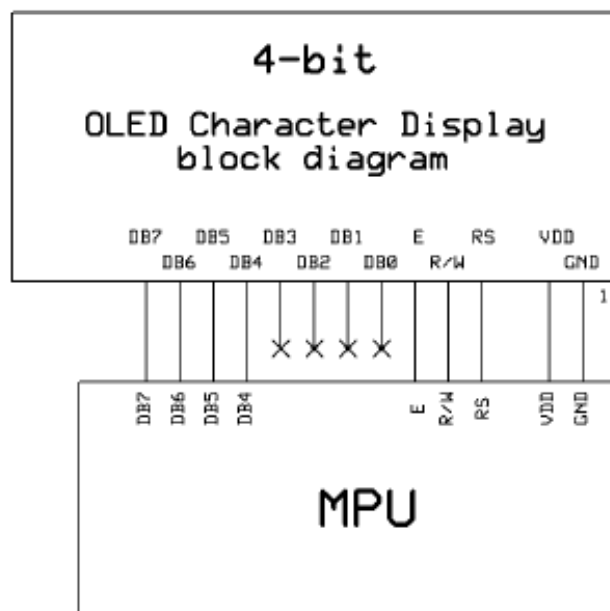 4-bit
OLED Character Display
block diagram
DB7 DB5 DB3 DB1 E RS VDD
DB6 DB4 DB2 DB0 R/W GND
1
DB7 DB6 DB5 DB4 E R/W RS VDD GND
MPU